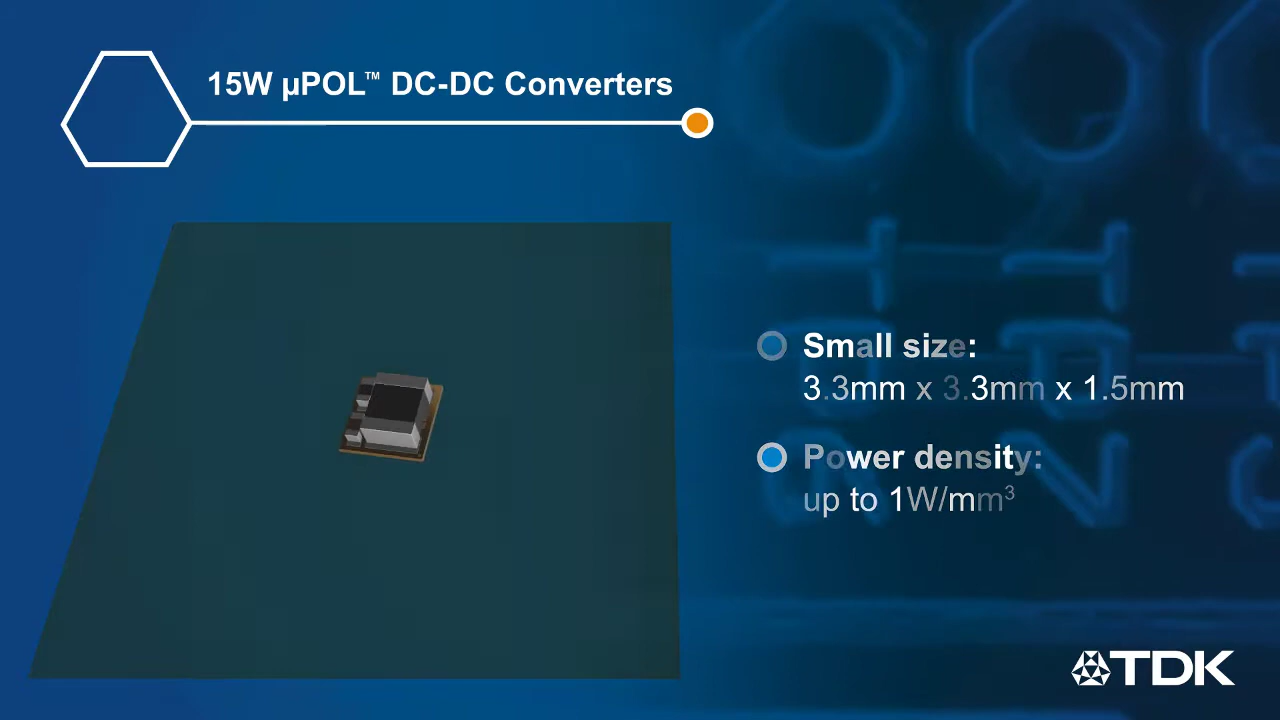 15W µPOL™ DC-DC Converters
Small size:
3.3mm x 3.3mm x 1.5mm
Power density:
up to 1W/mm³
TDK